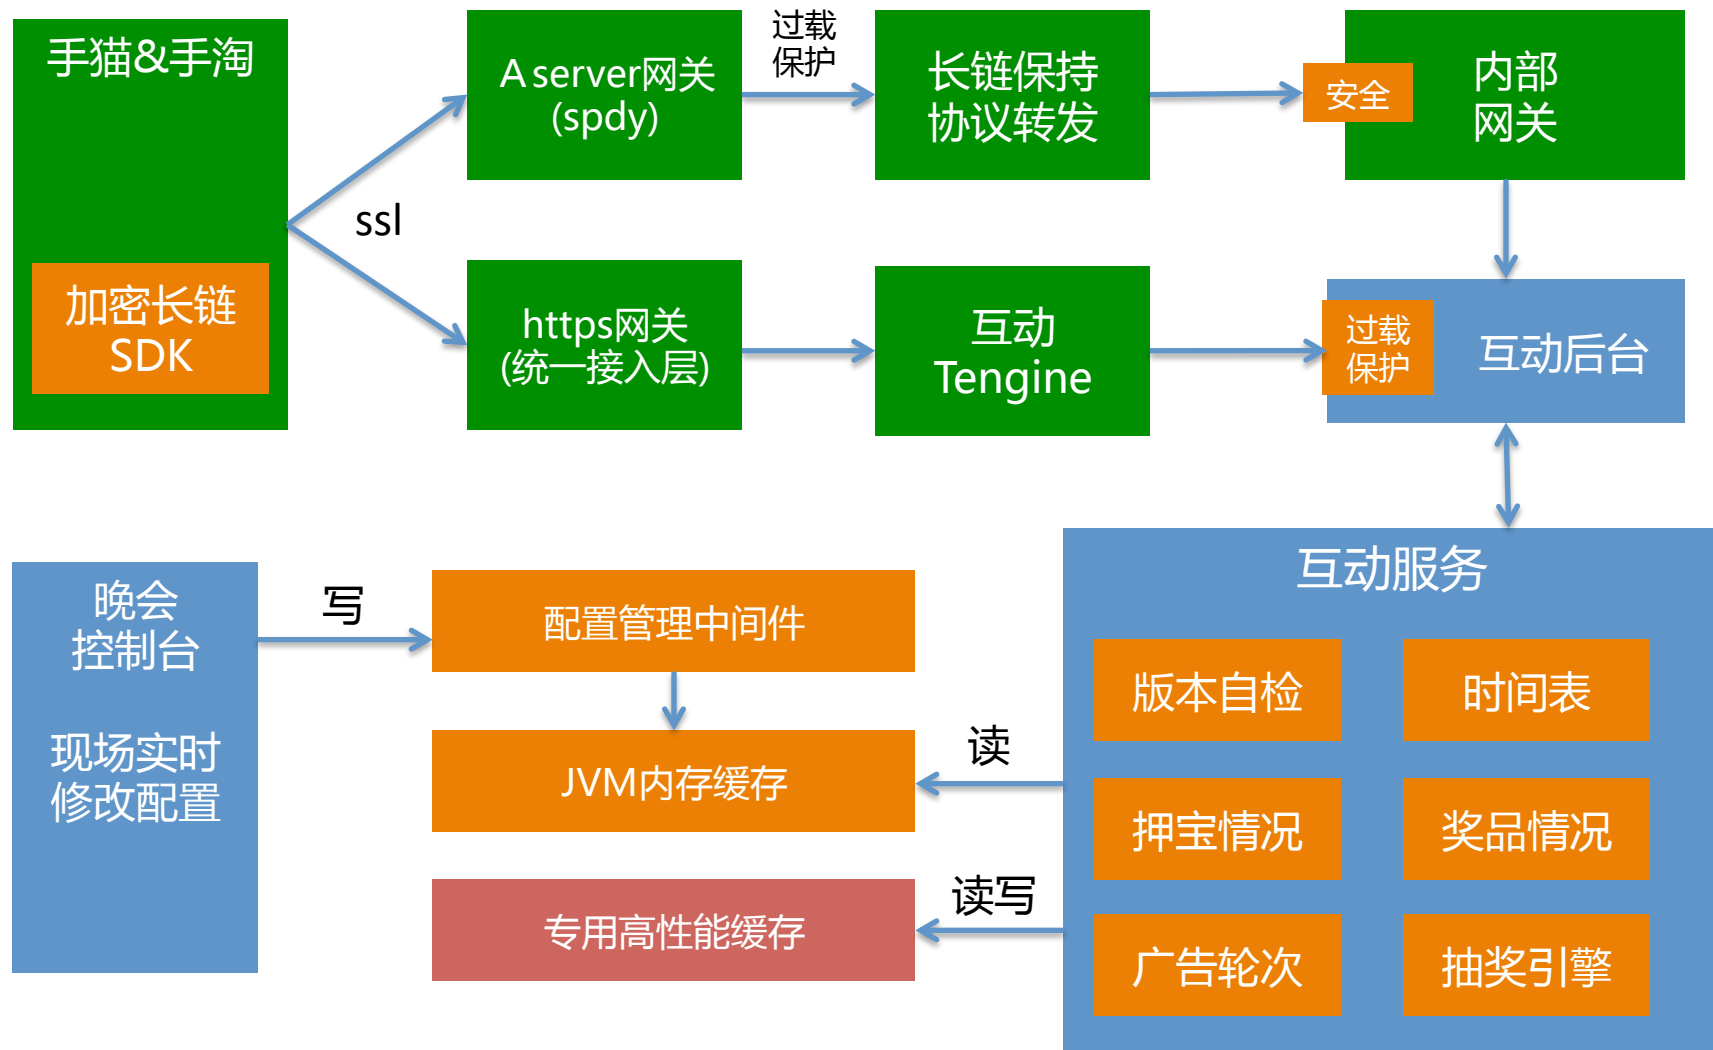 手猫&手淘
加密长链
SDK
ssl
A server网关
(spdy)
过载
保护
长链保持
协议转发
安全
内部
网关
https网关
(统一接入层)
互动
Tengine
过载
保护
互动后台
晚会
控制台
现场实时
修改配置
写
配置管理中间件
JVM内存缓存
专用高性能缓存
读
读写
互动服务
版本自检
时间表
押宝情况
奖品情况
广告轮次
抽奖引擎